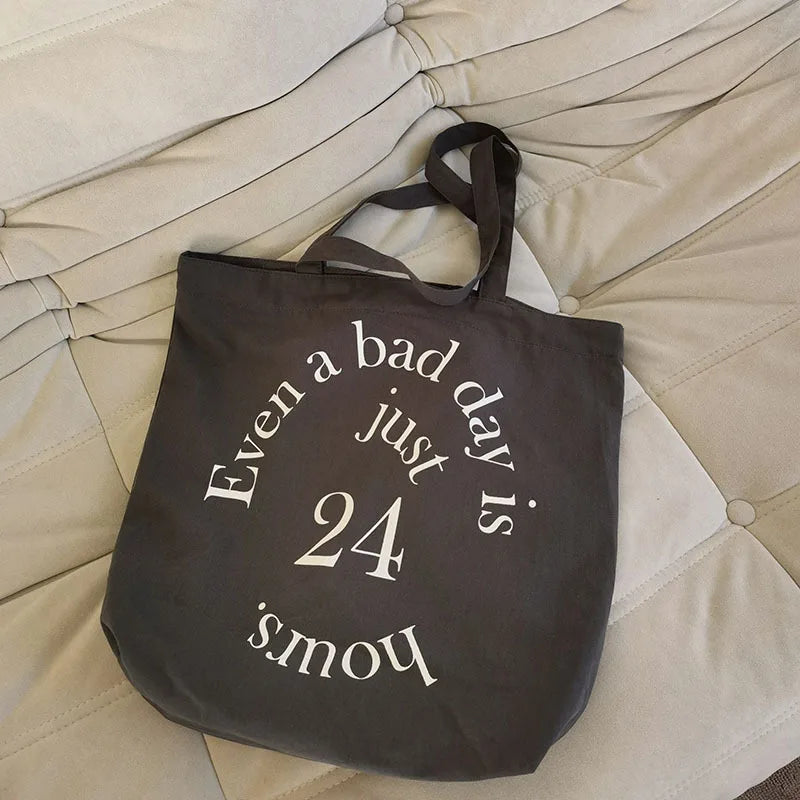 Even a bad day is
just
24
hours.